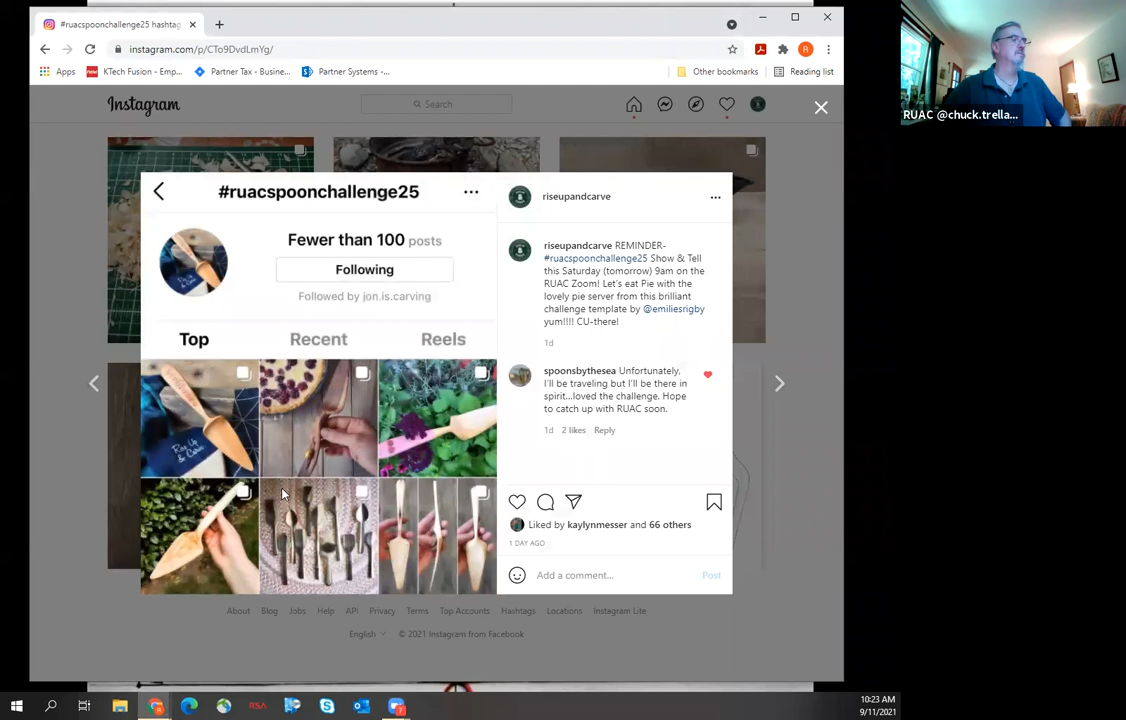 #ruacspoonchallenge25 hashtag
instagram.com/p/CTo9DvdLmYg/
R
Apps
KTech Fusion - Emp...
Partner Tax - Busine...
Partner Systems -...
Other bookmarks
Reading list
Instagram
Search
#ruacspoonchallenge25
Fewer than 100 posts
Following
Followed by jon.is.carving
Top
Recent
Reels
Rise Up
& Carve
riseupandcarve
riseupandcarve REMINDER-
#ruacspoonchallenge25 Show & Tell
this Saturday (tomorrow) 9am on the
RUAC Zoom! Let's eat Pie with the
lovely pie server from this brilliant
challenge template by @emiliesrigby
yum!!!! CU-there!
1d
spoonsbythesea Unfortunately,
I'll be traveling but I'll be there in
spirit...loved the challenge. Hope
to catch up with RUAC soon.
1d 2 likes Reply
Liked by kaylynmesser and 66 others
1 DAY AGO
Add a comment...
Post
About Blog Jobs Help API Privacy Terms Top Accounts Hashtags Locations Instagram Lite
English © 2021 Instagram from Facebook
RSA
10:23 AM
9/11/2021
RUAC @chuck.trella...